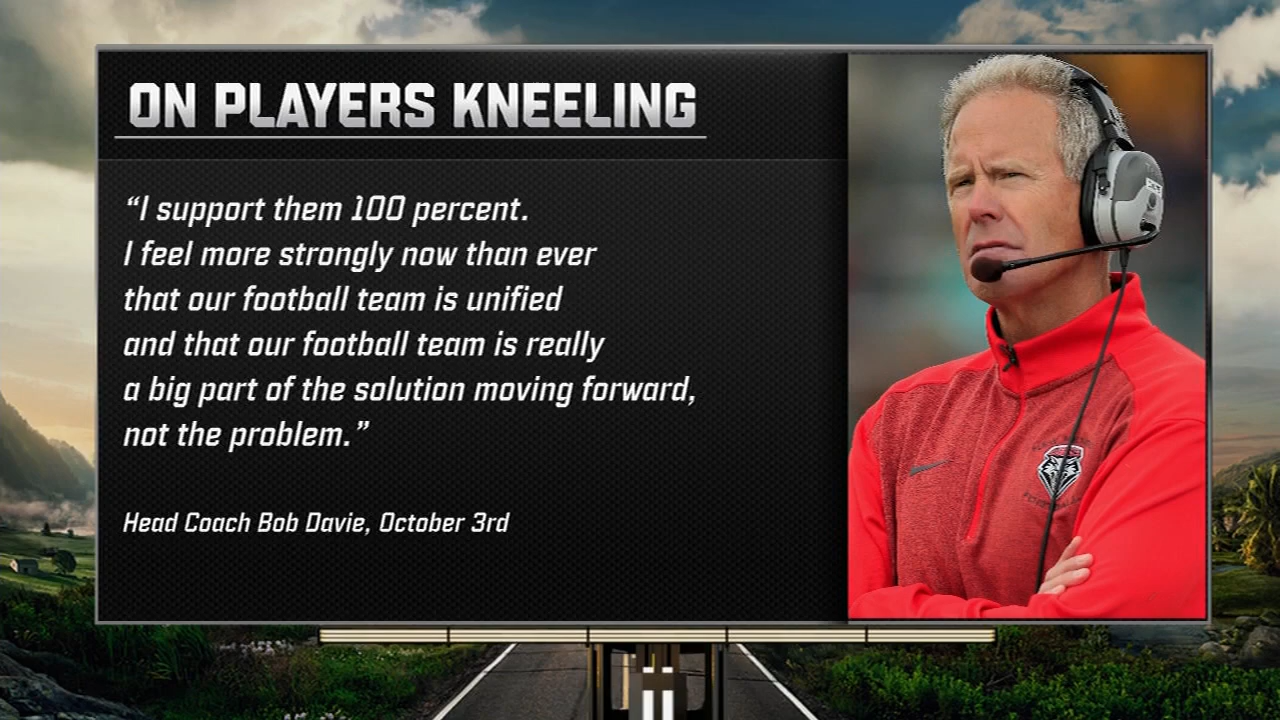 ON PLAYERS KNEELING
“I support them 100 percent.
I feel more strongly now than ever
that our football team is unified
and that our football team is really
a big part of the solution moving forward,
not the problem.”
Head Coach Bob Davie, October 3rd